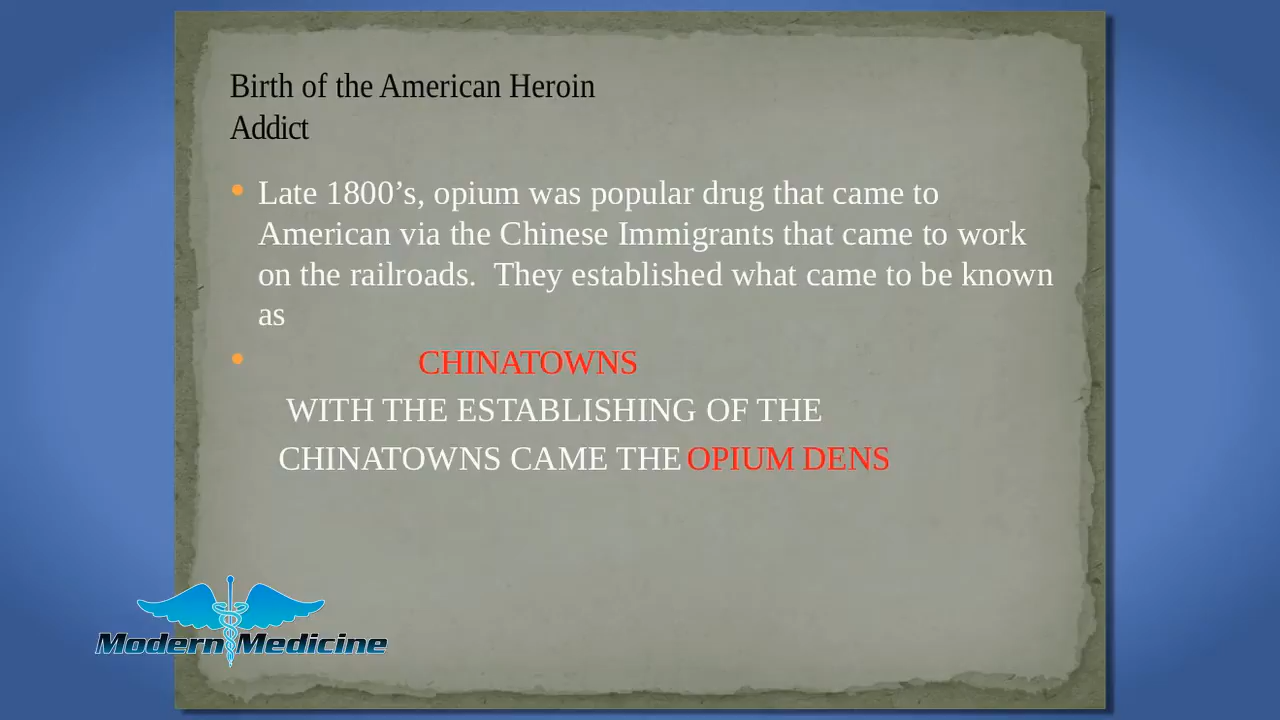 Birth of the American Heroin
Addict
• Late 1800’s, opium was popular drug that came to
American via the Chinese Immigrants that came to work
on the railroads.  They established what came to be known
as
• CHINATOWNS
WITH THE ESTABLISHING OF THE
CHINATOWNS CAME THE OPIUM DENS
Modern Medicine